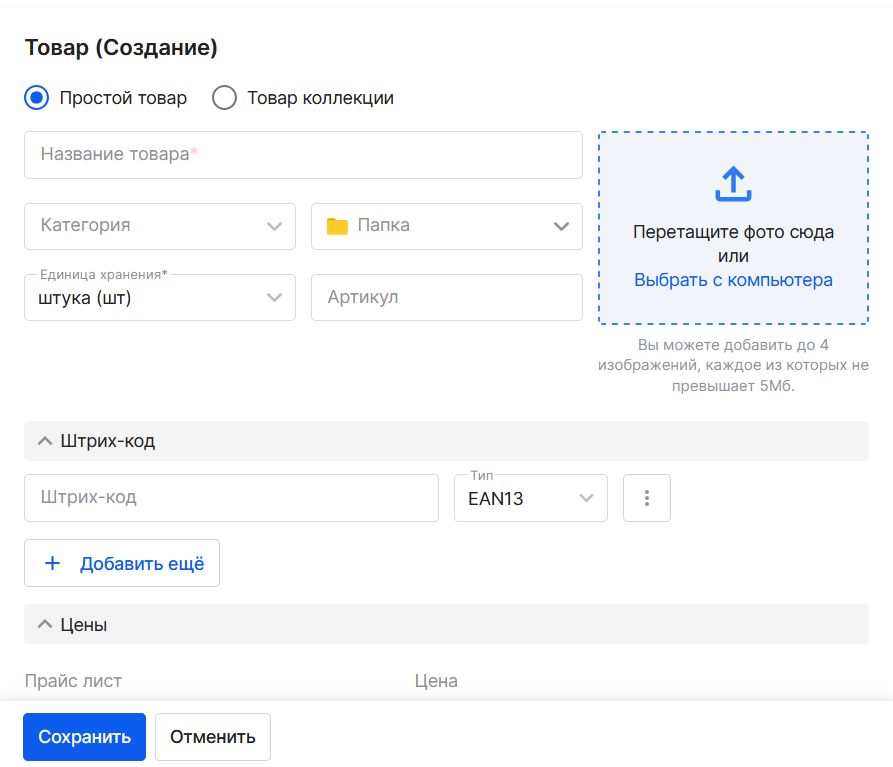 Товар (Создание)
Простой товар
Товар коллекции
Название товара*
Категория
Папка
Единица хранения*
штука (шт)
Артикул
Перетащите фото сюда
или
Выбрать с компьютера
Вы можете добавить до 4
изображений, каждое из которых не
превышает 5Мб.
Штрих-код
Штрих-код
Тип
EAN13
+ Добавить ещё
Цены
Прайс лист
Цена
Сохранить
Отменить